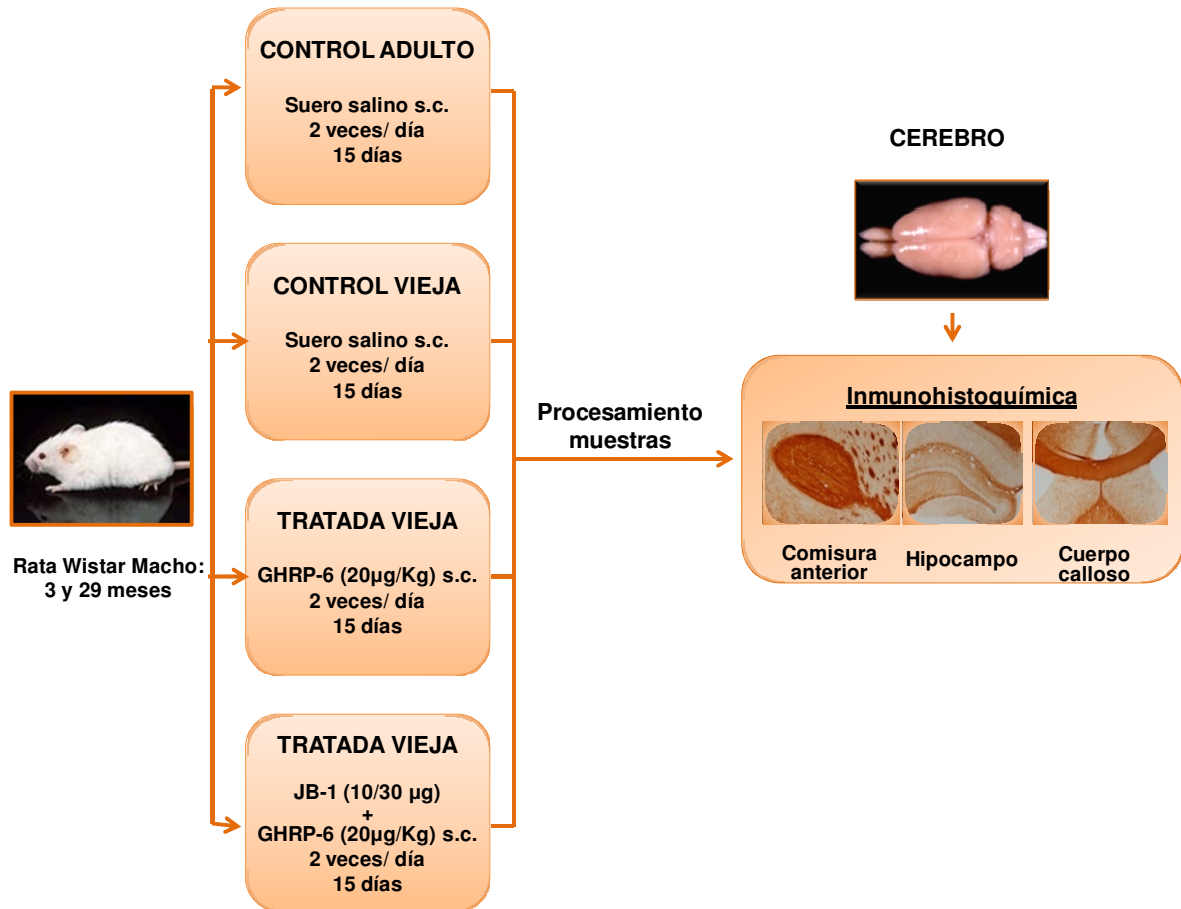 CONTROL ADULTO
Suero salino s.c.
2 veces/ día
15 días
CONTROL VIEJA
Suero salino s.c.
2 veces/ día
15 días
TRATADA VIEJA
GHRP-6 (20µg/Kg) s.c.
2 veces/ día
15 días
TRATADA VIEJA
JB-1 (10/30 µg)
+
GHRP-6 (20µg/Kg) s.c.
2 veces/ día
15 días
Rata Wistar Macho:
3 y 29 meses
Procesamiento
muestras
CEREBRO
Inmunohistoquímica
Comisura
anterior
Hipocampo
Cuerpo
calloso